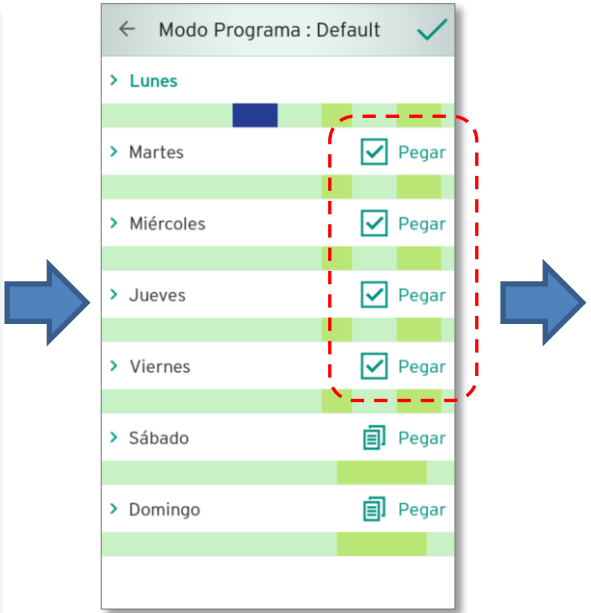 Modo Programa : Default
Lunes
Martes Pegar
Miércoles Pegar
Jueves Pegar
Viernes Pegar
Sábado Pegar
Domingo Pegar